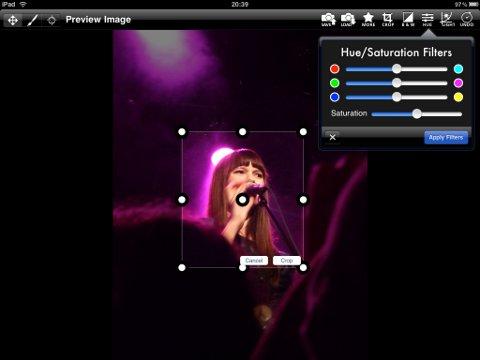 iPad 20:39 97%
Preview Image
SAVE LOAD MORE CROP B & W HUE LIGHT UNDO
Hue/Saturation Filters
Saturation
Apply Filters
Cancel Crop